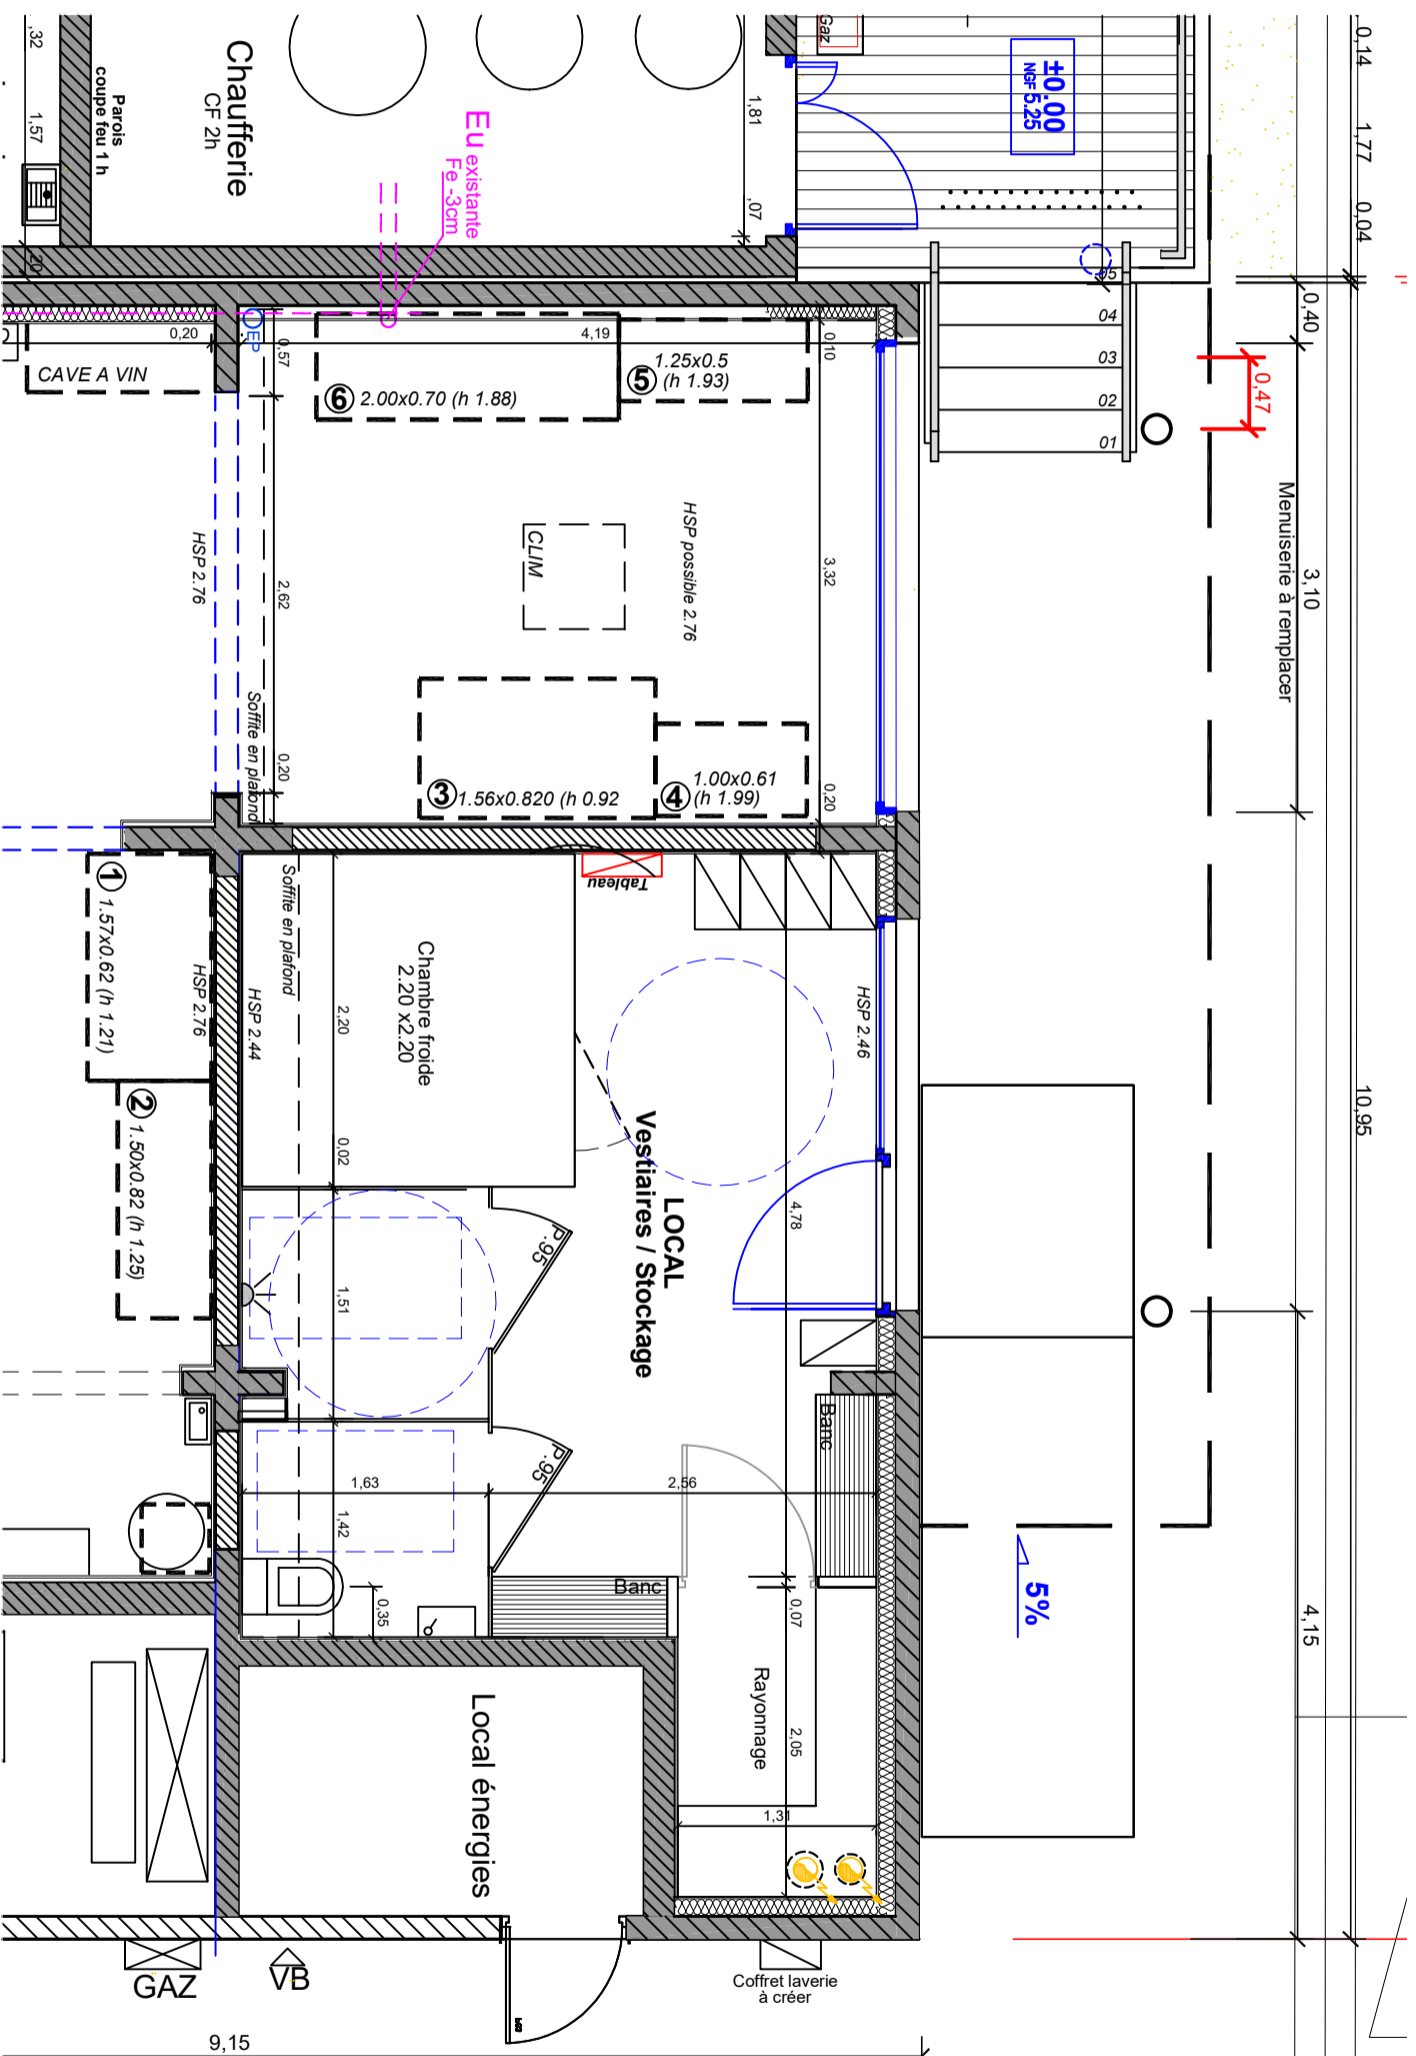 0,14
1,77
0,04
0,40
0,47
Menuiserie à remplacer
3,10
10,95
4,15
Gaz
±0.00
NGF 5.25
05
04
03
02
01
,32
1,57
,20
Parois
coupe feu 1 h
Chaufferie
CF 2h
Eu existante
Fe -3cm
1,81
,07
0,20
EP
0,57
4,19
0,10
CAVE A VIN
6 2.00x0.70 (h 1.88)
5 1.25x0.5
(h 1.93)
HSP 2.76
2,62
CLIM
HSP possible 2.76
3,32
Soffite en plafond
0,20
3 1.56x0.820 (h 0.92
4 1.00x0.61
(h 1.99)
0,20
1 1.57x0.62 (h 1.21)
HSP 2.76
2 1.50x0.82 (h 1.25)
HSP 2.44
Soffite en plafond
Tableau
Chambre froide
2.20 x2.20
2,20
0,02
HSP 2.46
LOCAL
Vestiaires / Stockage
4,78
P.95
1,51
P.95
1,63
2,56
1,42
0,35
Banc
Banc
0,07
Rayonnage
2,05
1,31
5%
Local énergies
GAZ
VB
Coffret laverie
à créer
9,15